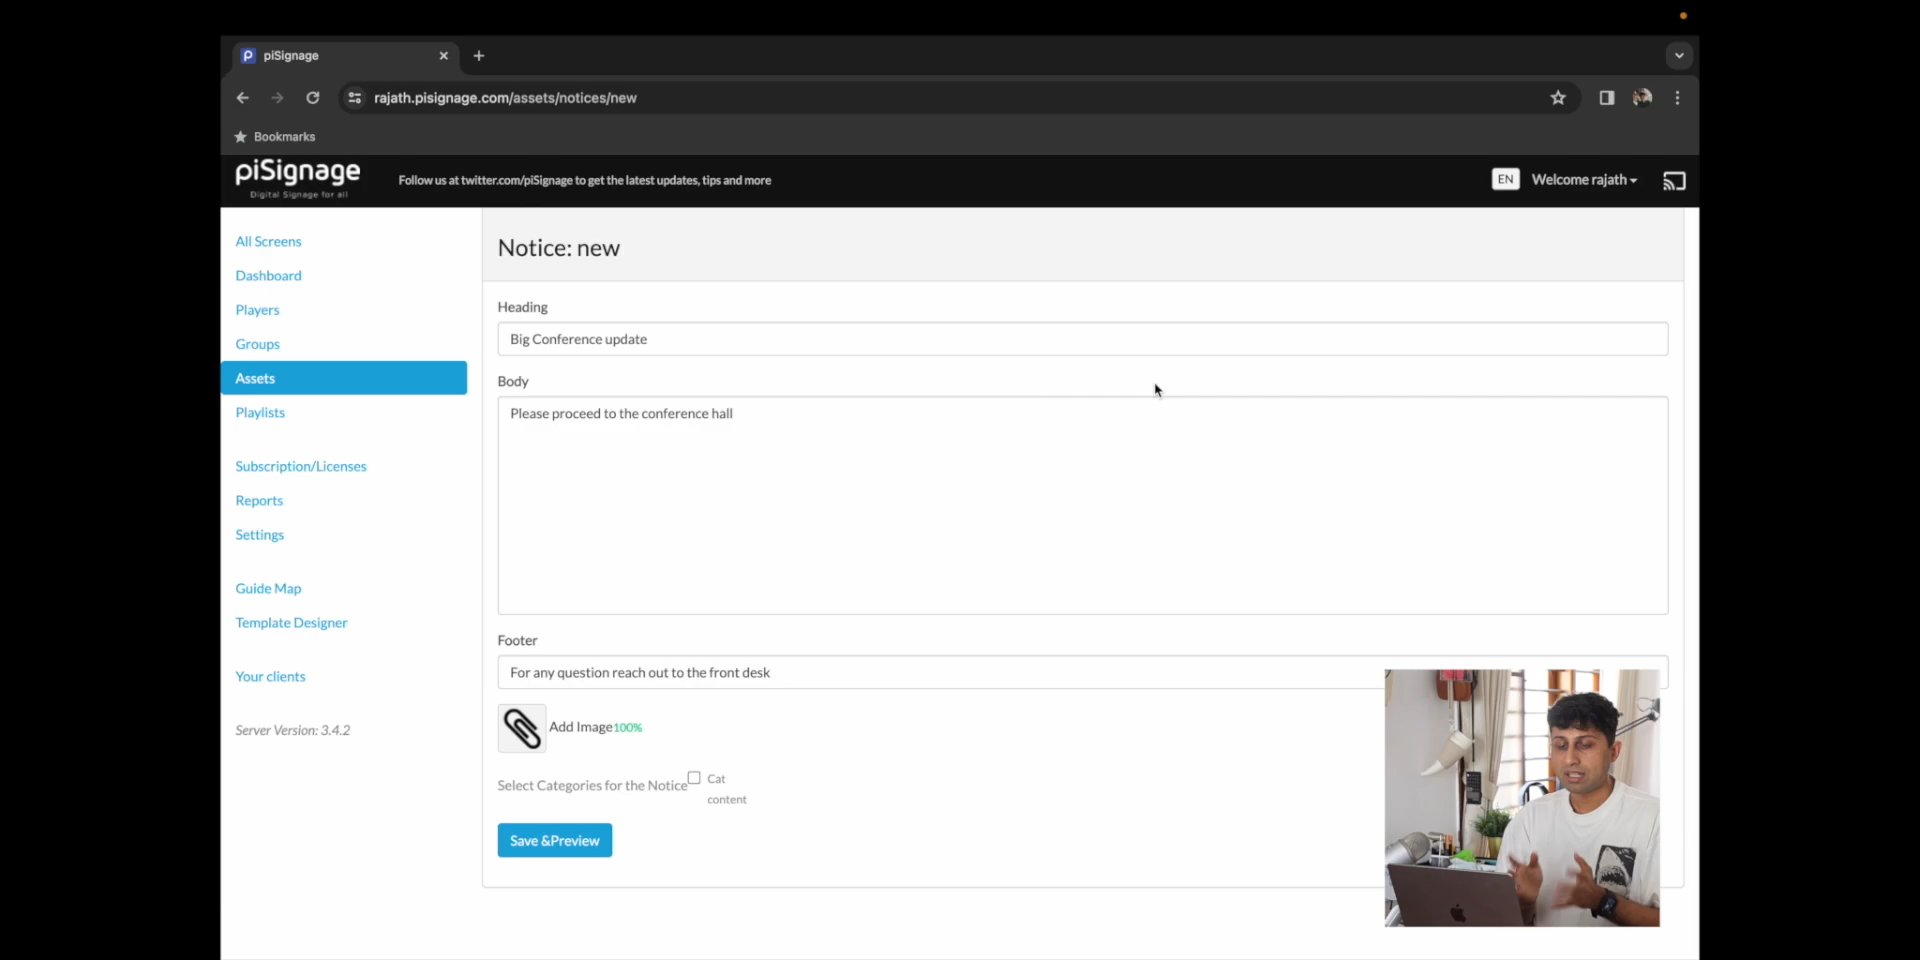 piSignage
rajath.pisignage.com/assets/notices/new
Bookmarks
piSignage
Digital Signage for all
Follow us at twitter.com/piSignage to get the latest updates, tips and more
EN
Welcome rajath
All Screens
Dashboard
Players
Groups
Assets
Playlists
Subscription/Licenses
Reports
Settings
Guide Map
Template Designer
Your clients
Server Version: 3.4.2
Notice: new
Heading
Big Conference update
Body
Please proceed to the conference hall
Footer
For any question reach out to the front desk
Add Image100%
Select Categories for the Notice
Cat
content
Save &Preview